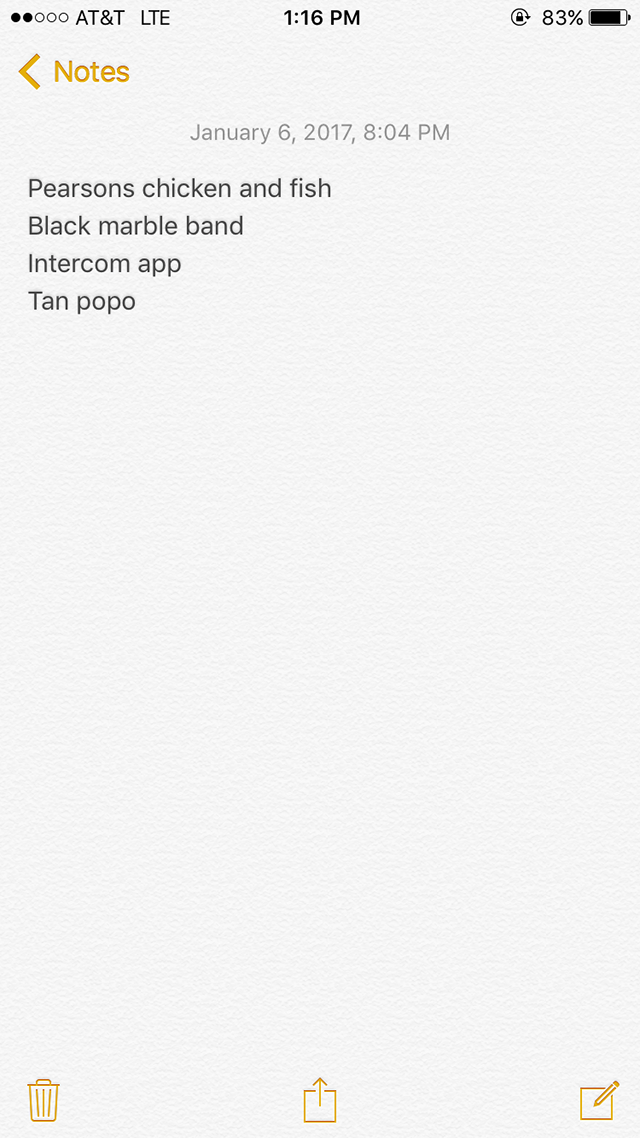 AT&T LTE 1:16 PM 83%
Notes
January 6, 2017, 8:04 PM
Pearsons chicken and fish
Black marble band
Intercom app
Tan popo